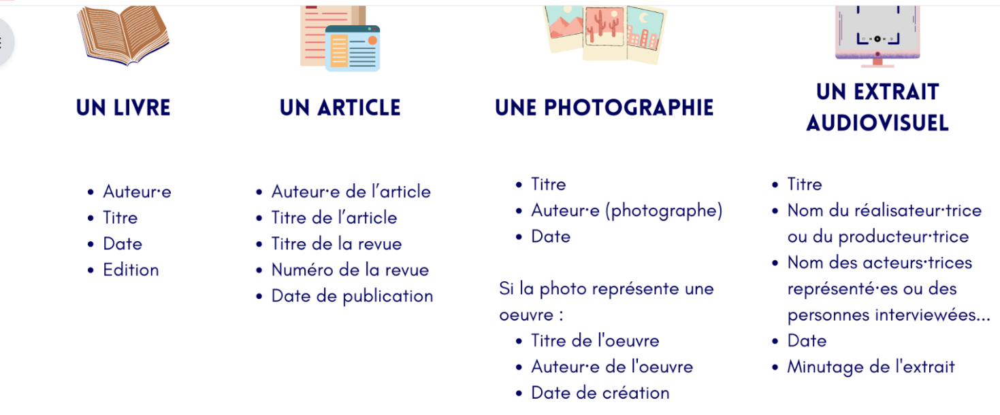 UN LIVRE
• Auteur·e
• Titre
• Date
• Edition
UN ARTICLE
• Auteur·e de l’article
• Titre de l’article
• Titre de la revue
• Numéro de la revue
• Date de publication
UNE PHOTOGRAPHIE
• Titre
• Auteur·e (photographe)
• Date
Si la photo représente une
oeuvre :
• Titre de l'oeuvre
• Auteur·e de l'oeuvre
• Date de création
UN EXTRAIT
AUDIOVISUEL
• Titre
• Nom du réalisateur·trice
ou du producteur·trice
• Nom des acteurs·trices
représenté·es ou des
personnes interviewées...
• Date
• Minutage de l'extrait